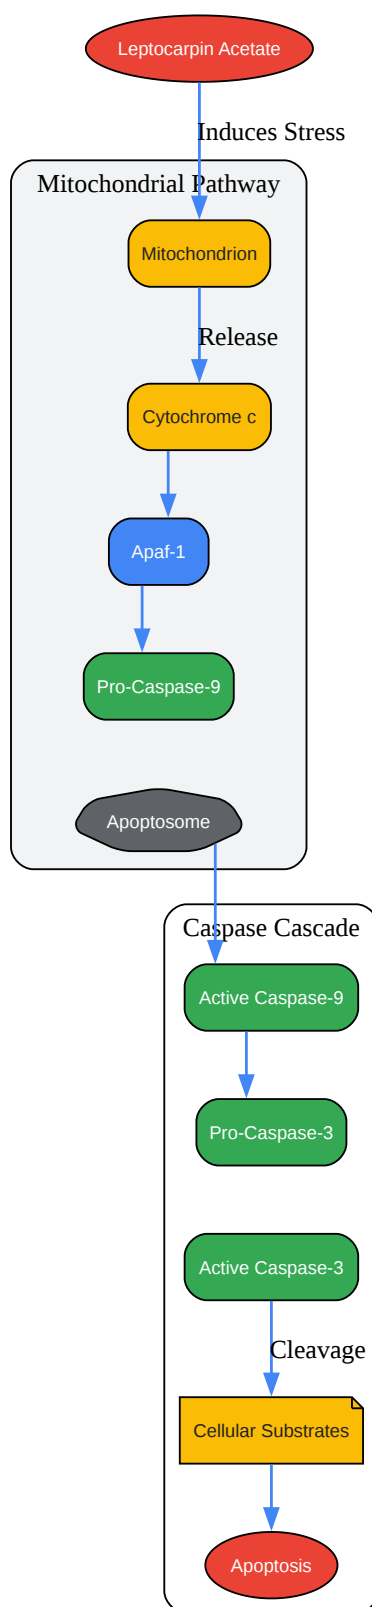 Leptocarpin Acetate
Induces Stress
Mitochondrial Pathway
Mitochondrion
Release
Cytochrome c
Apaf-1
Pro-Caspase-9
Apoptosome
Caspase Cascade
Active Caspase-9
Pro-Caspase-3
Active Caspase-3
Cleavage
Cellular Substrates
Apoptosis